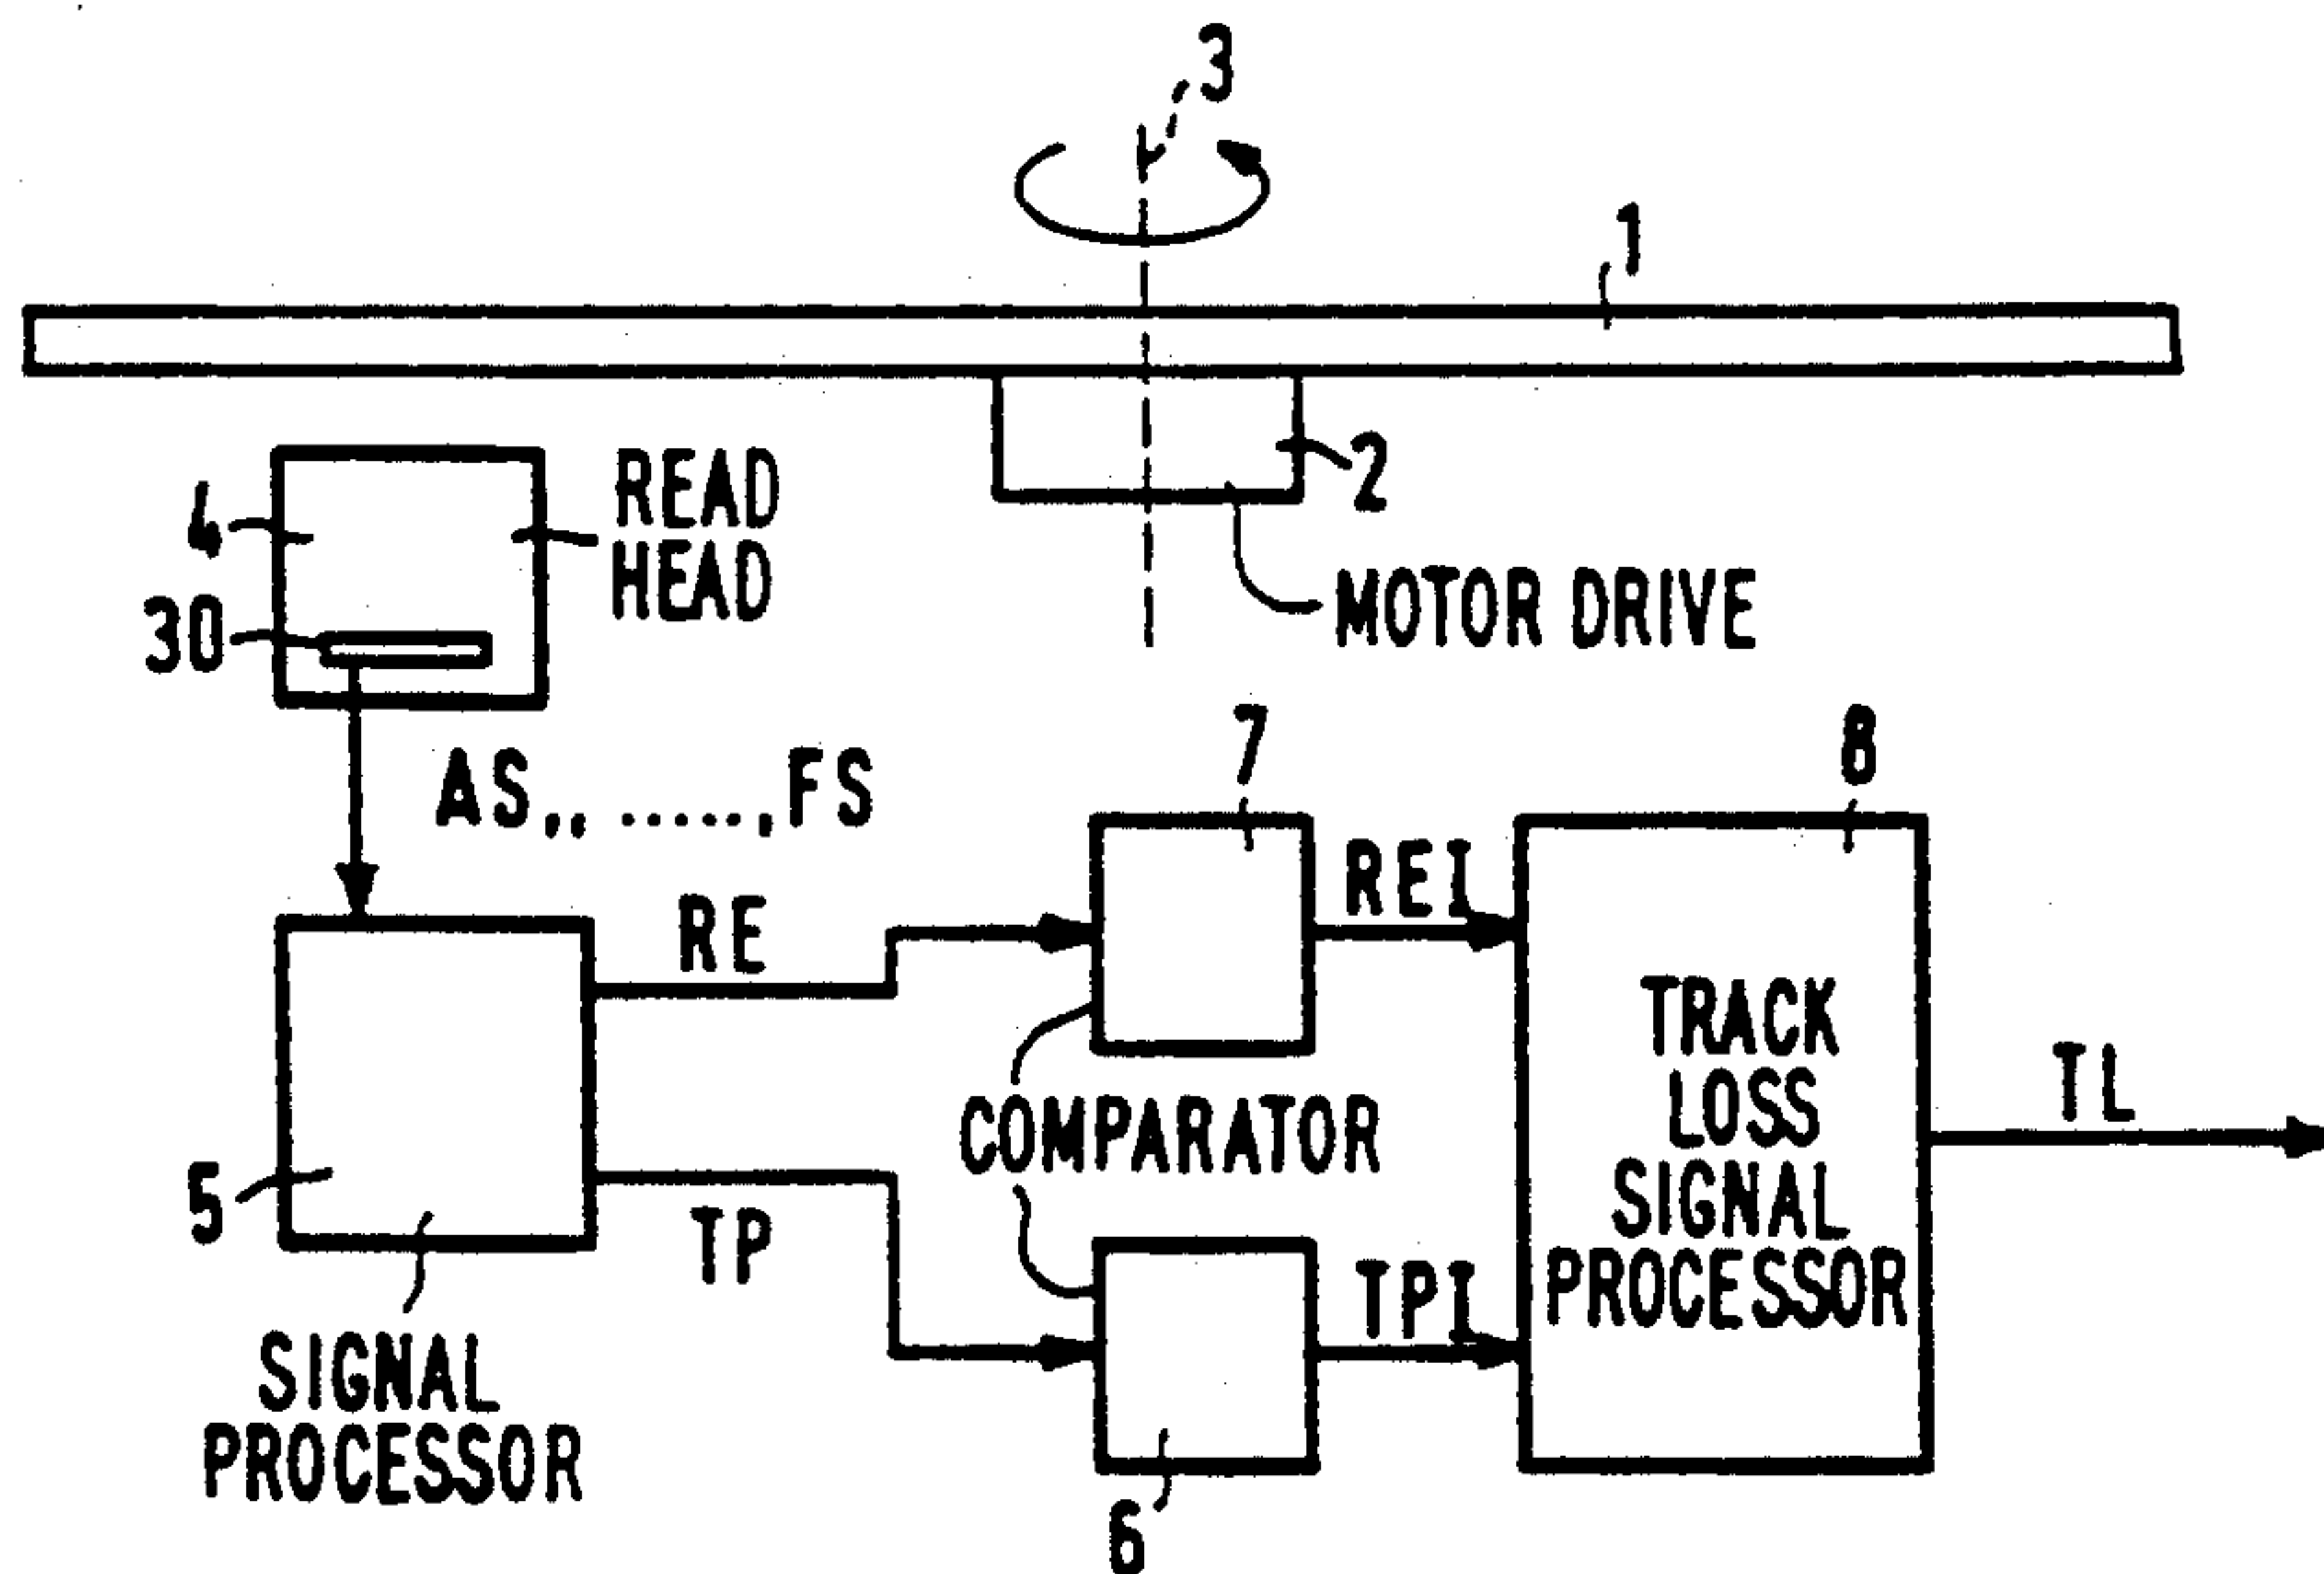 3
1
2
4
READ
HEAD
30
MOTOR DRIVE
AS,, .....,FS
7
8
RE
REI
TRACK
LOSS
SIGNAL
PROCESSOR
TL
COMPARATOR
5
TP
TPI
SIGNAL
PROCESSOR
6